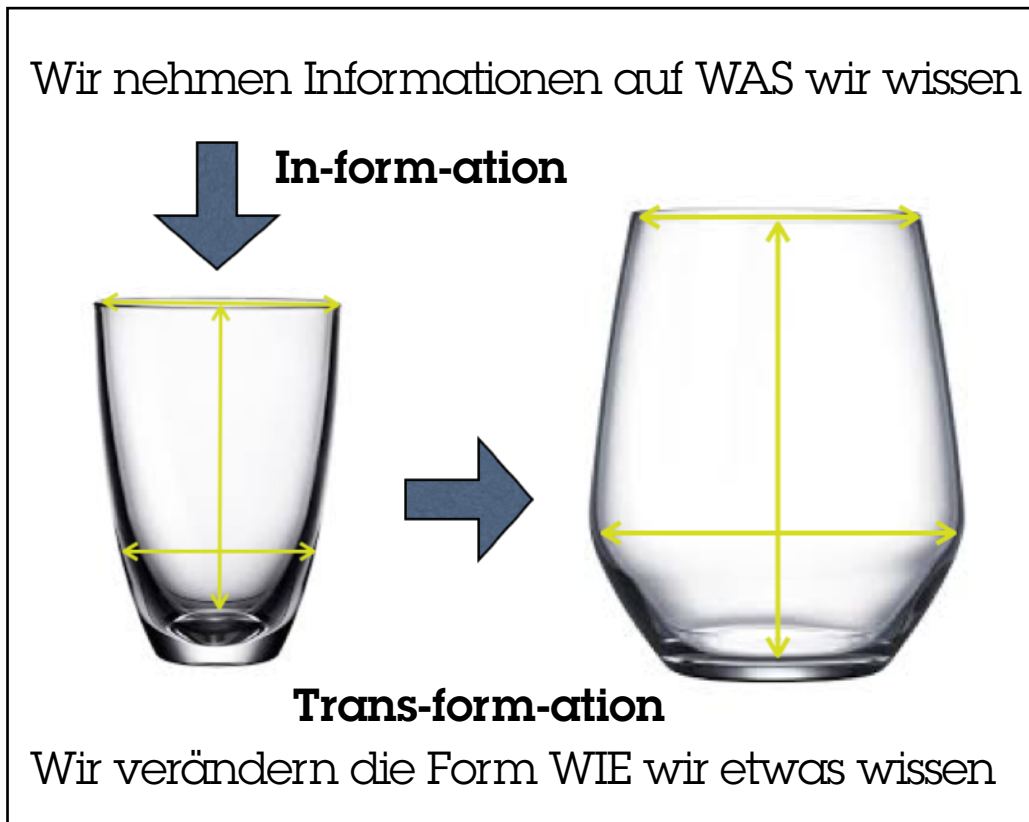 Wir nehmen Informationen auf WAS wir wissen
In-form-ation
Trans-form-ation
Wir verändern die Form WIE wir etwas wissen